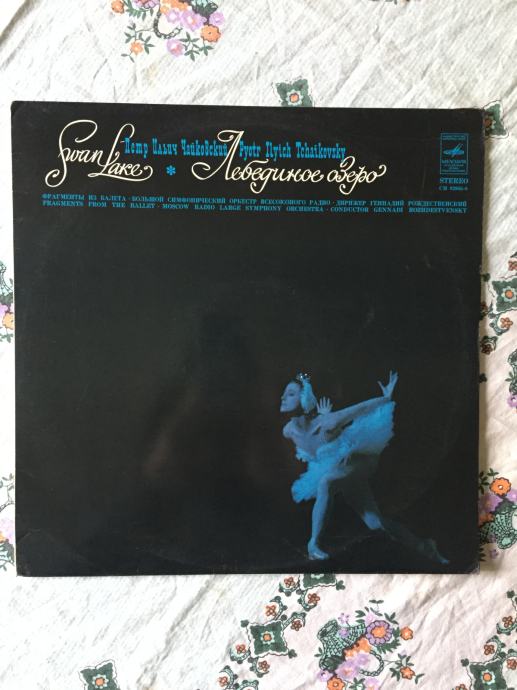 Петр Ильич Чайковский Pyotr Ilyich Tchaikovsky
Swan Lake * Лебединое озеро
МЕЛОДИЯ
STEREO
ФРАГМЕНТЫ ИЗ БАЛЕТА · БОЛЬШОЙ СИМФОНИЧЕСКИЙ ОРКЕСТР ВСЕСОЮЗНОГО РАДИО · ДИРИЖЕР ГЕННАДИЙ РОЖДЕСТВЕНСКИЙ
FRAGMENTS FROM THE BALLET · MOSCOW RADIO LARGE SYMPHONY ORCHESTRA · CONDUCTOR GENNADI ROZHDESTVENSKY